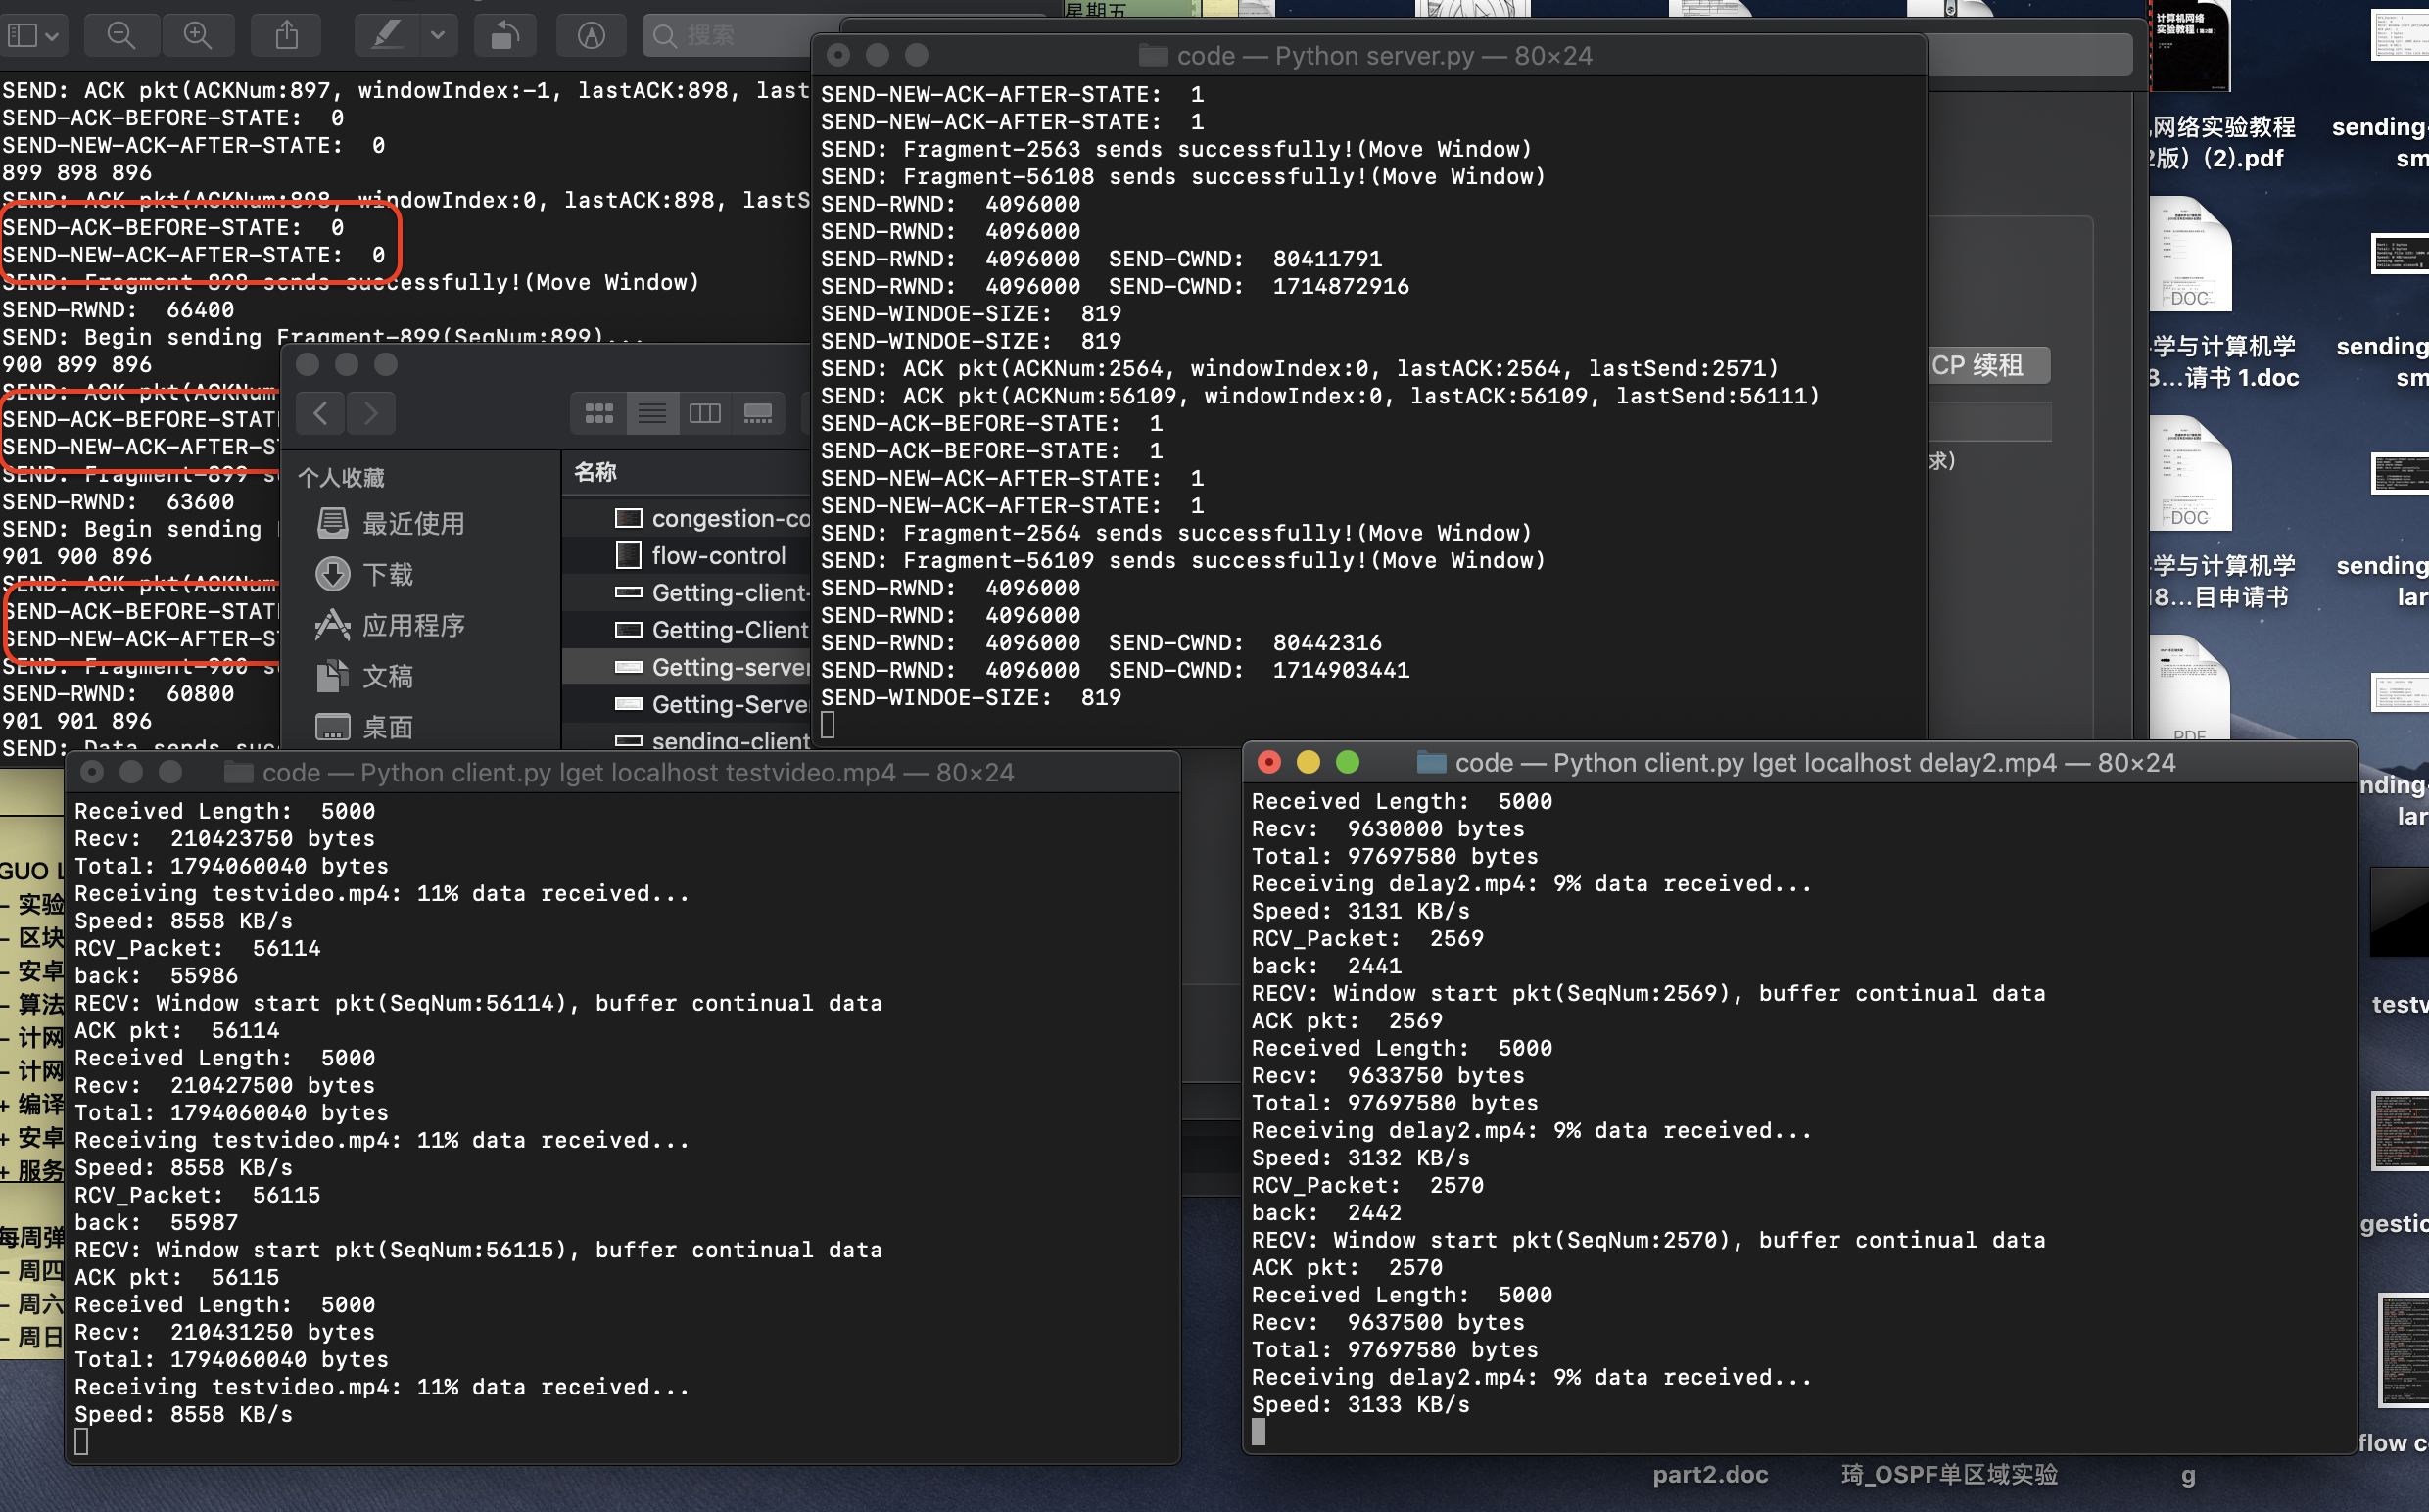 搜索
星期五
SEND: ACK pkt(ACKNum:897, windowIndex:-1, lastACK:898, last
SEND-ACK-BEFORE-STATE:  0
SEND-NEW-ACK-AFTER-STATE:  0
899 898 896
SEND: ACK pkt(ACKNum:898, windowIndex:0, lastACK:898, lastS
SEND-ACK-BEFORE-STATE:  0
SEND-NEW-ACK-AFTER-STATE:  0
SEND: Fragment-898 sends successfully!(Move Window)
SEND-RWND:  66400
SEND: Begin sending Fragment-899(SeqNum:899)...
900 899 896
SEND: ACK pkt(ACKNum
SEND-ACK-BEFORE-STAT
SEND-NEW-ACK-AFTER-S
SEND: Fragment-899 s
SEND-RWND:  63600
SEND: Begin sending
901 900 896
SEND: ACK pkt(ACKNum
SEND-ACK-BEFORE-STAT
SEND-NEW-ACK-AFTER-S
SEND: Fragment-900 s
SEND-RWND:  60800
901 901 896
SEND: Data sends suc
个人收藏
最近使用
下载
应用程序
文稿
桌面
名称
congestion-co
flow-control
Getting-client-
Getting-Client
Getting-server
Getting-Serve
sending-client
code — Python server.py — 80×24
SEND-NEW-ACK-AFTER-STATE:  1
SEND-NEW-ACK-AFTER-STATE:  1
SEND: Fragment-2563 sends successfully!(Move Window)
SEND: Fragment-56108 sends successfully!(Move Window)
SEND-RWND:  4096000
SEND-RWND:  4096000
SEND-RWND:  4096000  SEND-CWND:  80411791
SEND-RWND:  4096000  SEND-CWND:  1714872916
SEND-WINDOE-SIZE:  819
SEND-WINDOE-SIZE:  819
SEND: ACK pkt(ACKNum:2564, windowIndex:0, lastACK:2564, lastSend:2571)
SEND: ACK pkt(ACKNum:56109, windowIndex:0, lastACK:56109, lastSend:56111)
SEND-ACK-BEFORE-STATE:  1
SEND-ACK-BEFORE-STATE:  1
SEND-NEW-ACK-AFTER-STATE:  1
SEND-NEW-ACK-AFTER-STATE:  1
SEND: Fragment-2564 sends successfully!(Move Window)
SEND: Fragment-56109 sends successfully!(Move Window)
SEND-RWND:  4096000
SEND-RWND:  4096000
SEND-RWND:  4096000  SEND-CWND:  80442316
SEND-RWND:  4096000  SEND-CWND:  1714903441
SEND-WINDOE-SIZE:  819
CP 续租
求)
计算机网络
实验教程
网络实验教程
2版）(2).pdf
DOC
学与计算机学
3...请书 1.doc
DOC
学与计算机学
18...目申请书
PDF
sending-
sm
sending
sm
sending
lar
nding-
lar
testv
gestic
flow c
g
code — Python client.py lget localhost testvideo.mp4 — 80×24
Received Length:  5000
Recv:  210423750 bytes
Total: 1794060040 bytes
Receiving testvideo.mp4: 11% data received...
Speed: 8558 KB/s
RCV_Packet:  56114
back:  55986
RECV: Window start pkt(SeqNum:56114), buffer continual data
ACK pkt:  56114
Received Length:  5000
Recv:  210427500 bytes
Total: 1794060040 bytes
Receiving testvideo.mp4: 11% data received...
Speed: 8558 KB/s
RCV_Packet:  56115
back:  55987
RECV: Window start pkt(SeqNum:56115), buffer continual data
ACK pkt:  56115
Received Length:  5000
Recv:  210431250 bytes
Total: 1794060040 bytes
Receiving testvideo.mp4: 11% data received...
Speed: 8558 KB/s
code — Python client.py lget localhost delay2.mp4 — 80×24
Received Length:  5000
Recv:  9630000 bytes
Total: 97697580 bytes
Receiving delay2.mp4: 9% data received...
Speed: 3131 KB/s
RCV_Packet:  2569
back:  2441
RECV: Window start pkt(SeqNum:2569), buffer continual data
ACK pkt:  2569
Received Length:  5000
Recv:  9633750 bytes
Total: 97697580 bytes
Receiving delay2.mp4: 9% data received...
Speed: 3132 KB/s
RCV_Packet:  2570
back:  2442
RECV: Window start pkt(SeqNum:2570), buffer continual data
ACK pkt:  2570
Received Length:  5000
Recv:  9637500 bytes
Total: 97697580 bytes
Receiving delay2.mp4: 9% data received...
Speed: 3133 KB/s
GUO L
- 实验
- 区块
- 安卓
- 算法
- 计网
- 计网
+ 编译
+ 安卓
+ 服务
每周弹
- 周四
- 周六
- 周日
part2.doc
琦_OSPF单区域实验